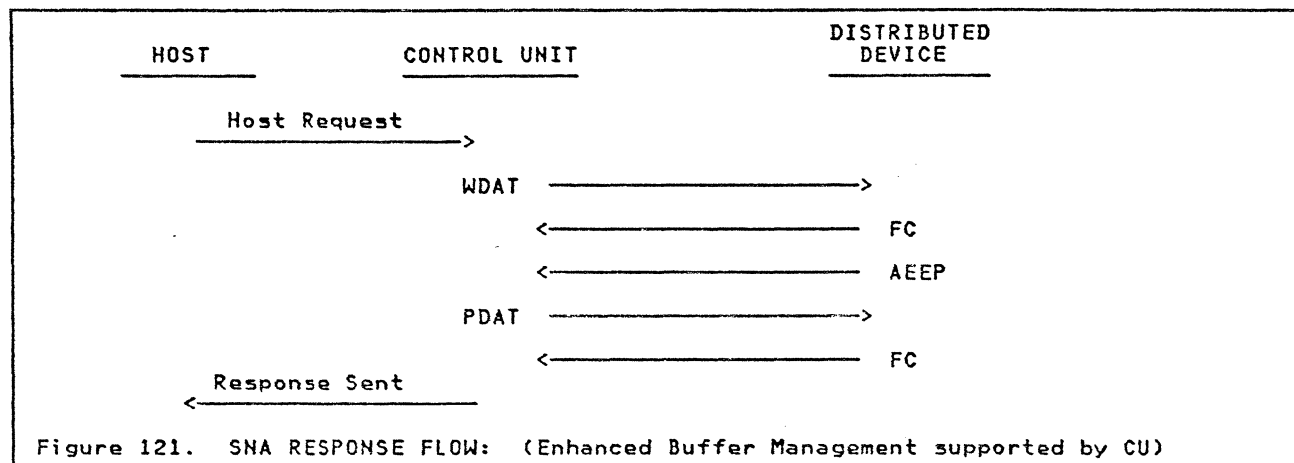 HOST CONTROL UNIT DISTRIBUTED DEVICE
Host Request
WDAT
FC
AEEP
PDAT
FC
Response Sent
Figure 121. SNA RESPONSE FLOW: (Enhanced Buffer Management supported by CU)